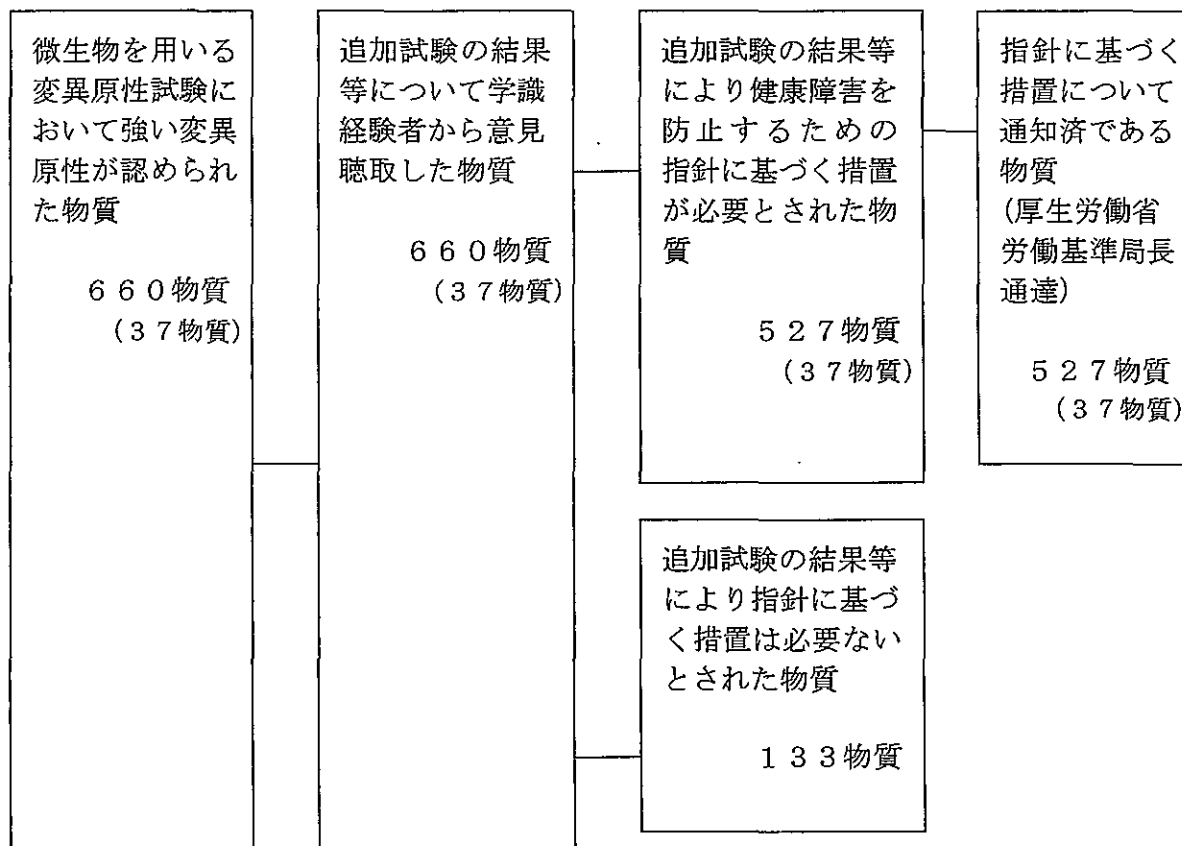 微生物を用いる
変異原性試験に
おいて強い変異
原性が認められ
た物質
660物質
(37物質)
追加試験の結果
等について学識
経験者から意見
聴取した物質
660物質
(37物質)
追加試験の結果等
により健康障害を
防止するための
指針に基づく措置
が必要とされた物
質
527物質
(37物質)
指針に基づく
措置について
通知済である
物質
(厚生労働省
労働基準局長
通達)
527物質
(37物質)
追加試験の結果等
により指針に基づ
く措置は必要ない
とされた物質
133物質